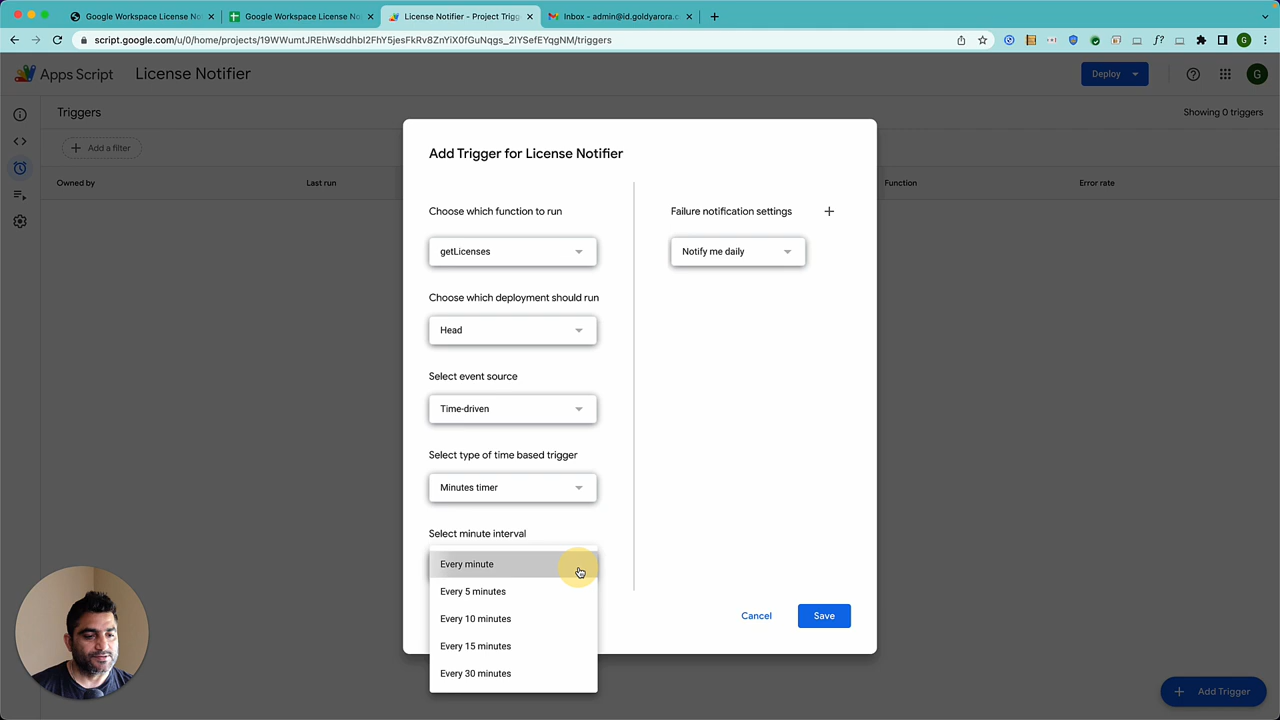 Google Workspace License No
Google Workspace License No
License Notifier - Project Trigg
Inbox - admin@id.goldyarora.c
script.google.com/u/0/home/projects/19WWumtJREhWsddhbI2FhY5jesFkRv8ZnYiX0fGuNqgs_2IYSefEYqgNM/triggers
Apps Script
License Notifier
Deploy
G
Triggers
Showing 0 triggers
Add a filter
Owned by
Last run
Function
Error rate
Add Trigger for License Notifier
Choose which function to run
getLicenses
Choose which deployment should run
Head
Select event source
Time-driven
Select type of time based trigger
Minutes timer
Select minute interval
Every minute
Every 5 minutes
Every 10 minutes
Every 15 minutes
Every 30 minutes
Failure notification settings
Notify me daily
Cancel
Save
Add Trigger